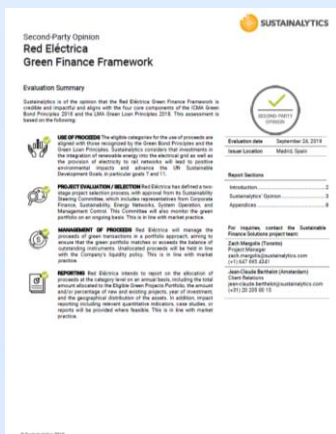 SUSTAINALYTICS
Second-Party Opinion
Red Eléctrica
Green Finance Framework
Evaluation Summary
Sustainalytics is of the opinion that the Red Eléctrica Green Finance Framework is
credible and impactful and aligns with the four core components of the ICMA Green
Bond Principles 2018 and the LMA Green Loan Principles 2018. This assessment is
based on the following:
USE OF PROCEEDS The eligible categories for the use of proceeds are
aligned with those recognized by the Green Bond Principles and the
Green Loan Principles. Sustainalytics considers that investments in
the integration of renewable energy into the electrical grid as well as
the provision of electricity to rail networks will lead to positive
environmental impacts and advance the UN Sustainable
Development Goals, in particular goals 7 and 11.
PROJECT EVALUATION / SELECTION Red Eléctrica has defined a two-
stage project selection process, with approval from its Sustainability
Steering Committee, which includes representatives from Corporate
Finance, Sustainability, Energy Networks, System Operation, and
Management Control. This Committee will also monitor the green
portfolio on an ongoing basis. This is in line with market practice.
MANAGEMENT OF PROCEEDS Red Eléctrica will manage the
proceeds of green transactions in a portfolio approach, aiming to
ensure that the green portfolio matches or exceeds the balance of
outstanding instruments. Unallocated proceeds will be held in line
with the Company's liquidity policy. This is in line with market
practice.
REPORTING Red Eléctrica intends to report on the allocation of
proceeds at the category level on an annual basis, including the total
amount allocated to the Eligible Green Projects Portfolio, the amount
and/or percentage of new and existing projects, year of investment,
and the geographical distribution of the assets. In addition, impact
reporting including relevant quantitative indicators, case studies, or
reports will be provided where feasible. This is in line with market
practice.
SECOND-PARTY
OPINION
Evaluation date September 26, 2019
Issuer Location Madrid, Spain
Report Sections
Introduction 2
Sustainalytics' Opinion 3
Appendices 8
For inquiries, contact the Sustainable
Finance Solutions project team:
Zach Margolis (Toronto)
Project Manager
zach.margolis@sustainalytics.com
Jean-Claude Berthelot (Amsterdam)
Client Relations
jean-claude.berthelot@sustainalytics.com
(+31) 20 205 00 15